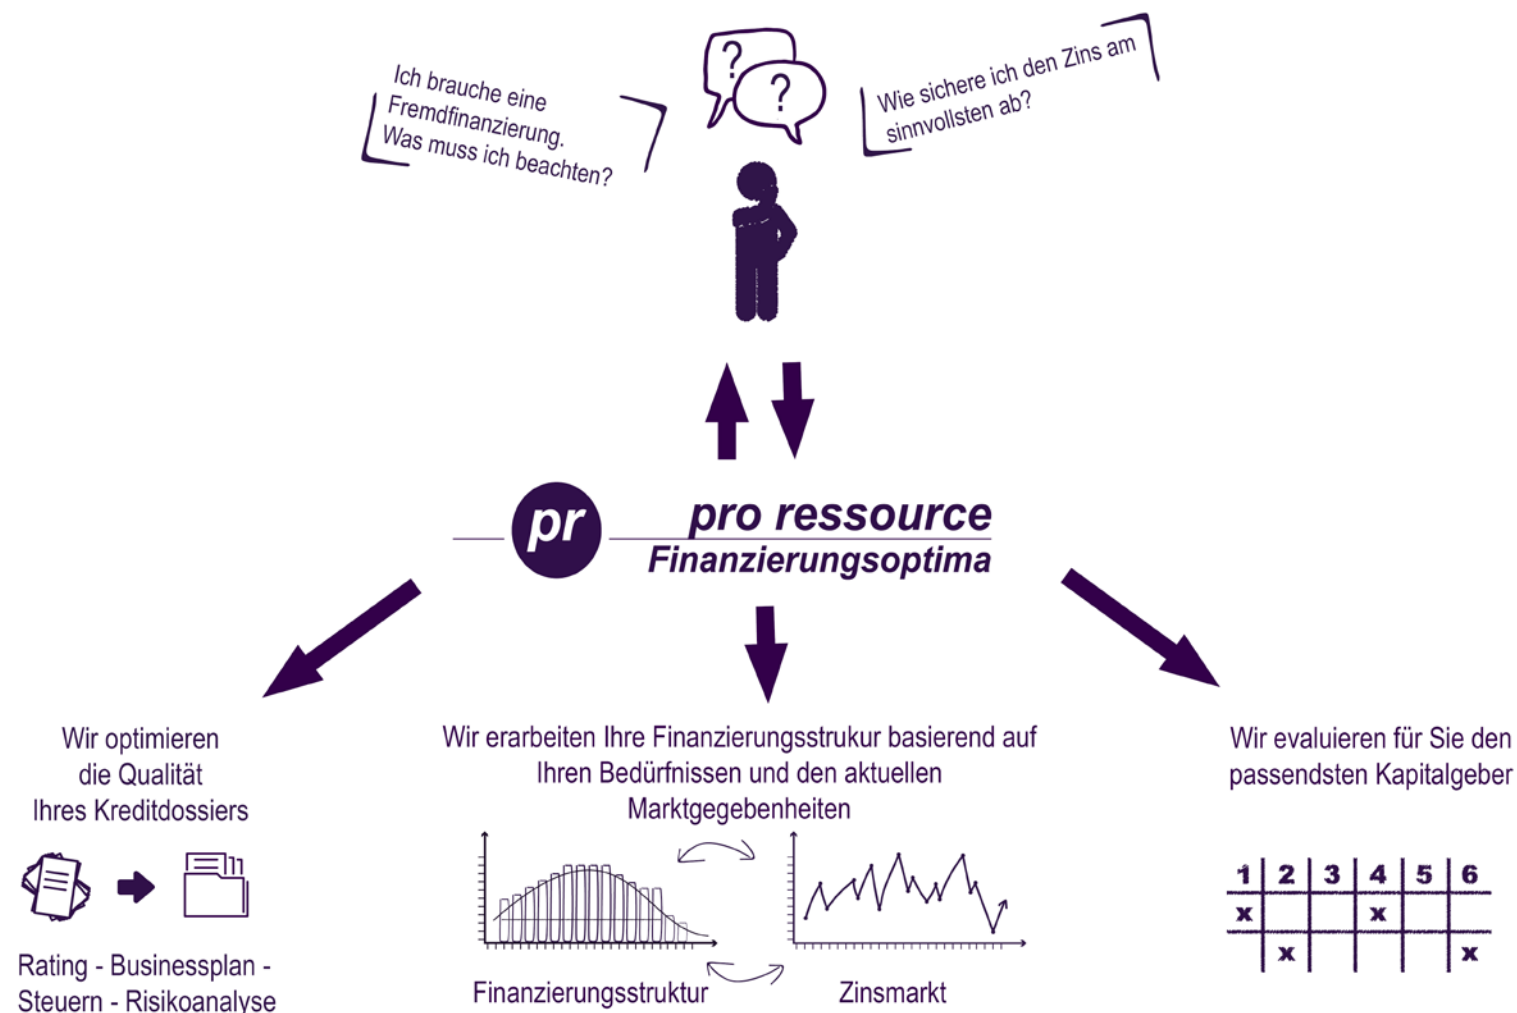 Ich brauche eine
Fremdfinanzierung.
Was muss ich beachten?
? ?
Wie sichere ich den Zins am
sinnvollsten ab?
pr
pro ressource
Finanzierungsoptima
Wir optimieren
die Qualität
Ihres Kreditdossiers
Rating - Businessplan -
Steuern - Risikoanalyse
Wir erarbeiten Ihre Finanzierungsstrukur basierend auf
Ihren Bedürfnissen und den aktuellen
Marktgegebenheiten
Finanzierungsstruktur
Zinsmarkt
Wir evaluieren für Sie den
passendsten Kapitalgeber
1 2 3 4 5 6
x x
x x